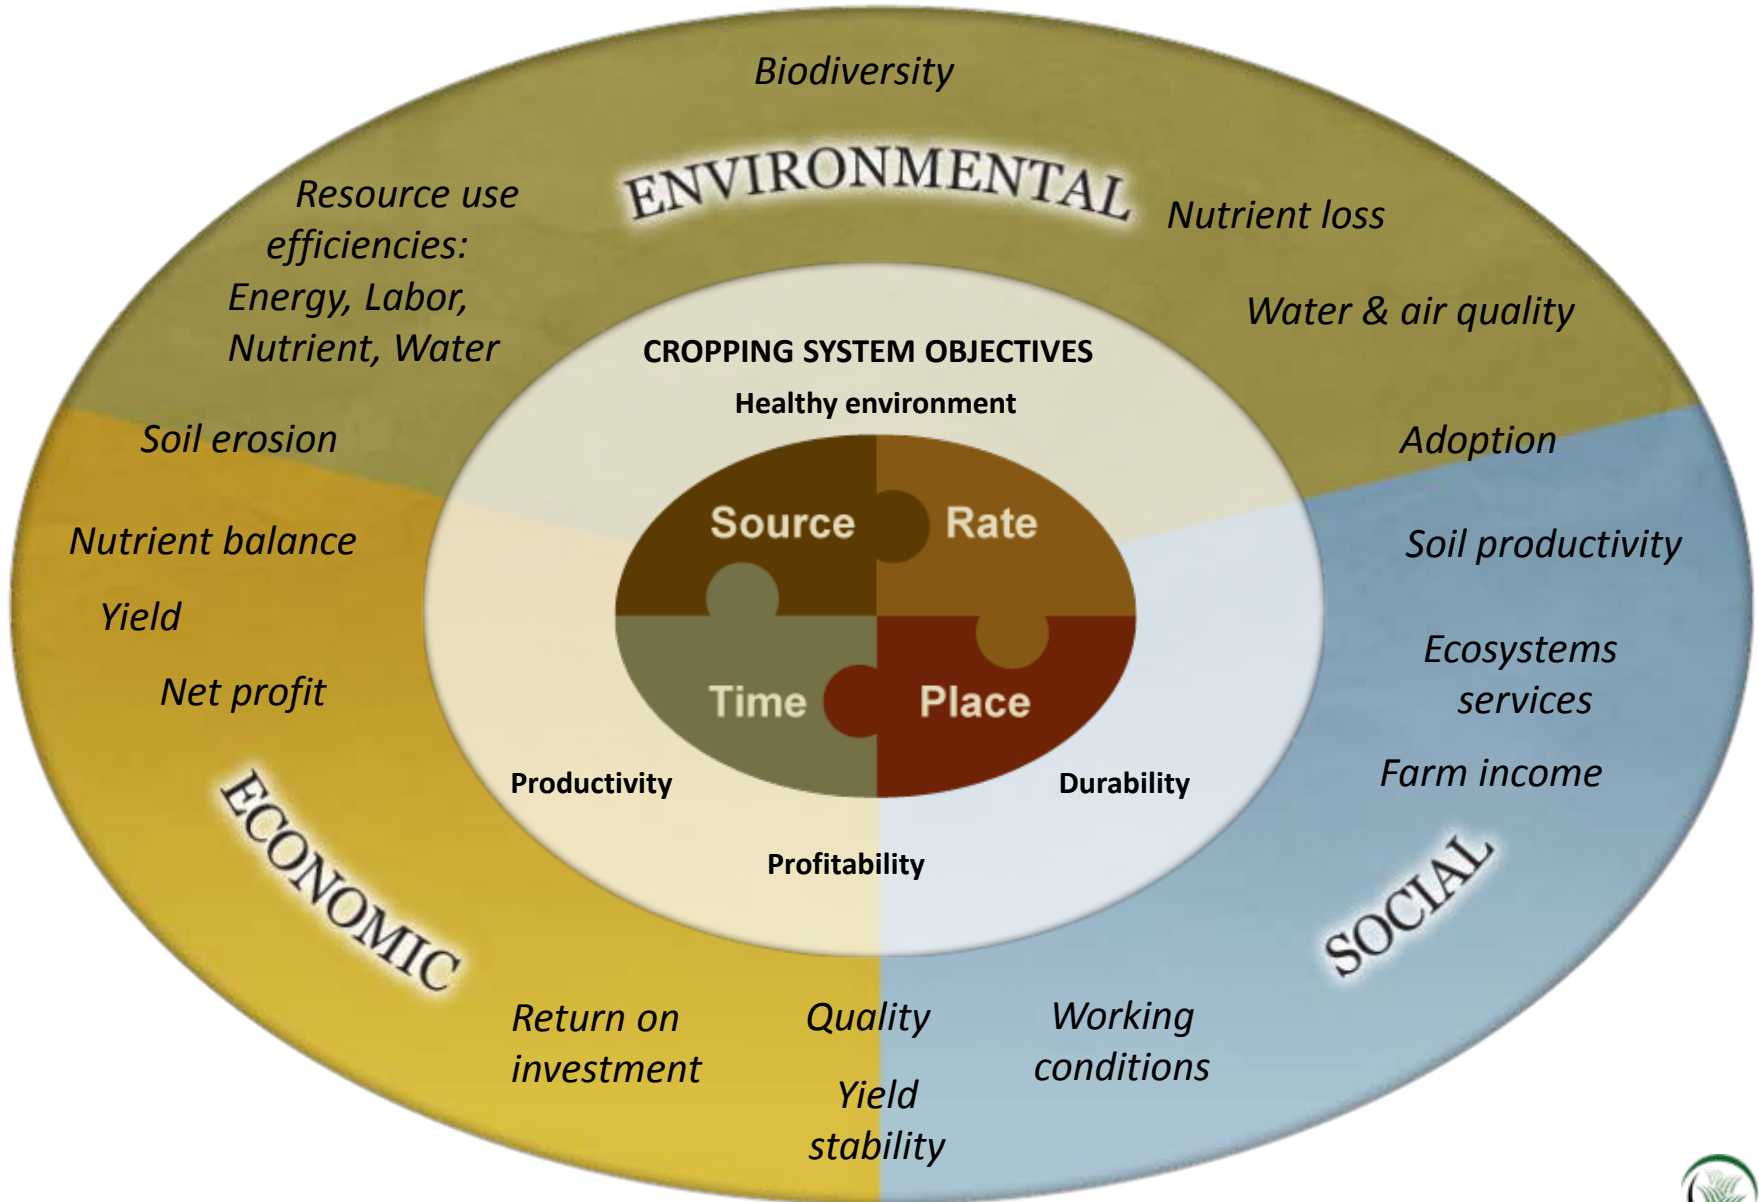 Biodiversity
ENVIRONMENTAL
Resource use
efficiencies:
Energy, Labor,
Nutrient, Water
Nutrient loss
Water & air quality
CROPPING SYSTEM OBJECTIVES
Healthy environment
Soil erosion
Adoption
Source
Rate
Nutrient balance
Soil productivity
Yield
Ecosystems
services
Net profit
Time
Place
Farm income
Productivity
Durability
Profitability
ECONOMIC
SOCIAL
Return on
investment
Quality
Working
conditions
Yield
stability